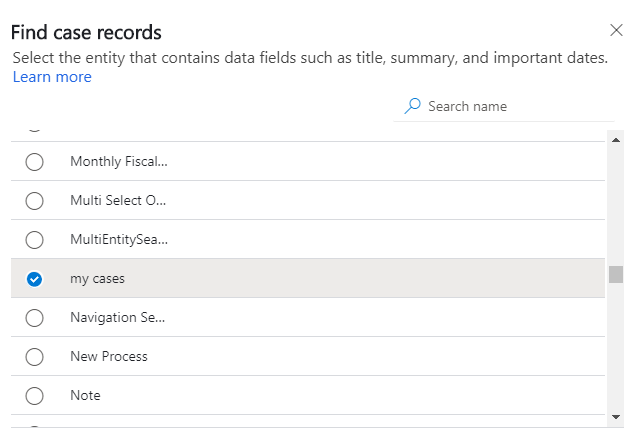 Find case records
Select the entity that contains data fields such as title, summary, and important dates.
Learn more
Search name
Monthly Fiscal...
Multi Select O...
MultiEntitySea...
my cases
Navigation Se...
New Process
Note